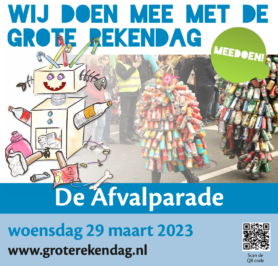 WIJ DOEN MEE MET DE
GROTE REKENDAG
MEEDOEN!
De Afvalparade
woensdag 29 maart 2023
www.groterekendag.nl
Scan de
QR code